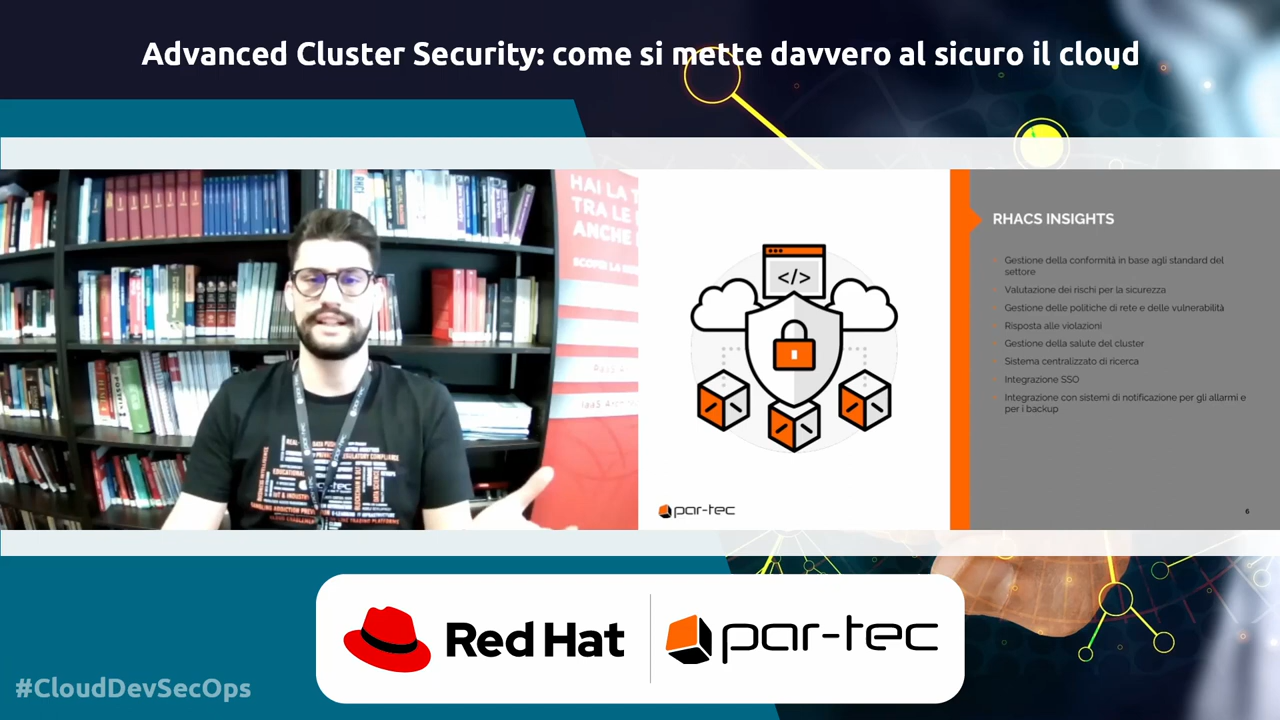 Advanced Cluster Security: come si mette davvero al sicuro il cloud
HAI LA
TRA LE
ANCHE
</>
RHACS INSIGHTS
Gestione della conformità in base agli standard del
settore
Valutazione dei rischi per la sicurezza
Gestione delle politiche di rete e delle vulnerabilità
Risposta alle violazioni
Gestione della salute del cluster
Sistema centralizzato di ricerca
Integrazione SSO
Integrazione con sistemi di notificazione per gli allarmi e
per i backup
par-tec
6
Red Hat
par-tec
#CloudDevSecOps